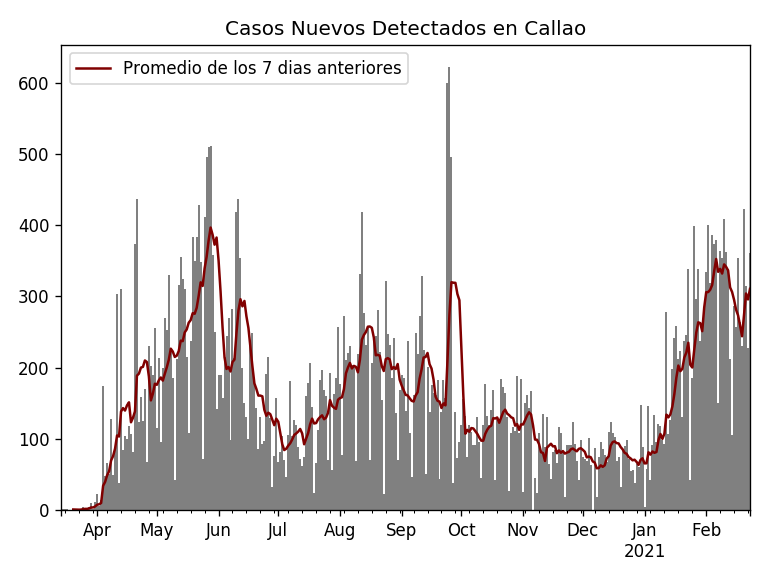 Casos Nuevos Detectados en Callao
Promedio de los 7 dias anteriores
600
500
400
300
200
100
0
Apr May Jun Jul Aug Sep Oct Nov Dec Jan Feb
2021